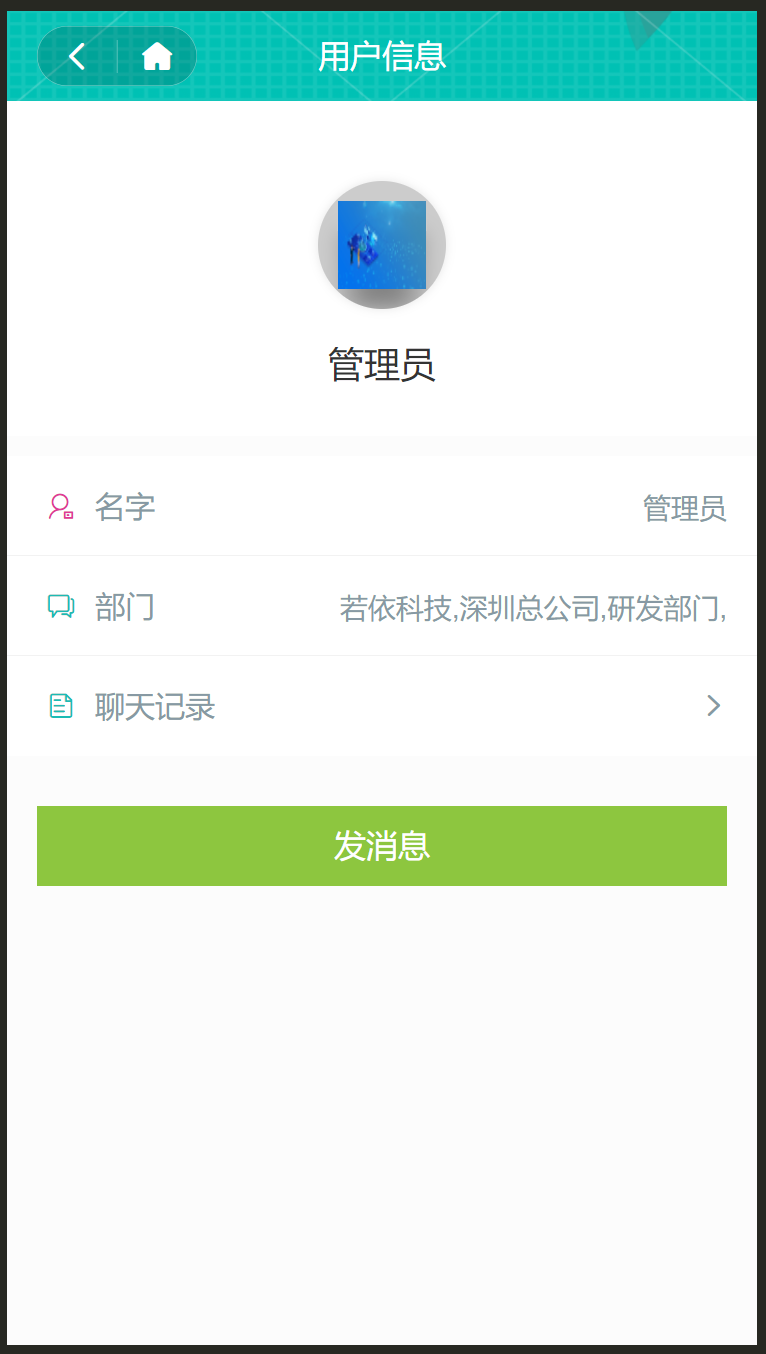 用户信息
管理员
名字 管理员
部门 若依科技,深圳总公司,研发部门,
聊天记录
发消息